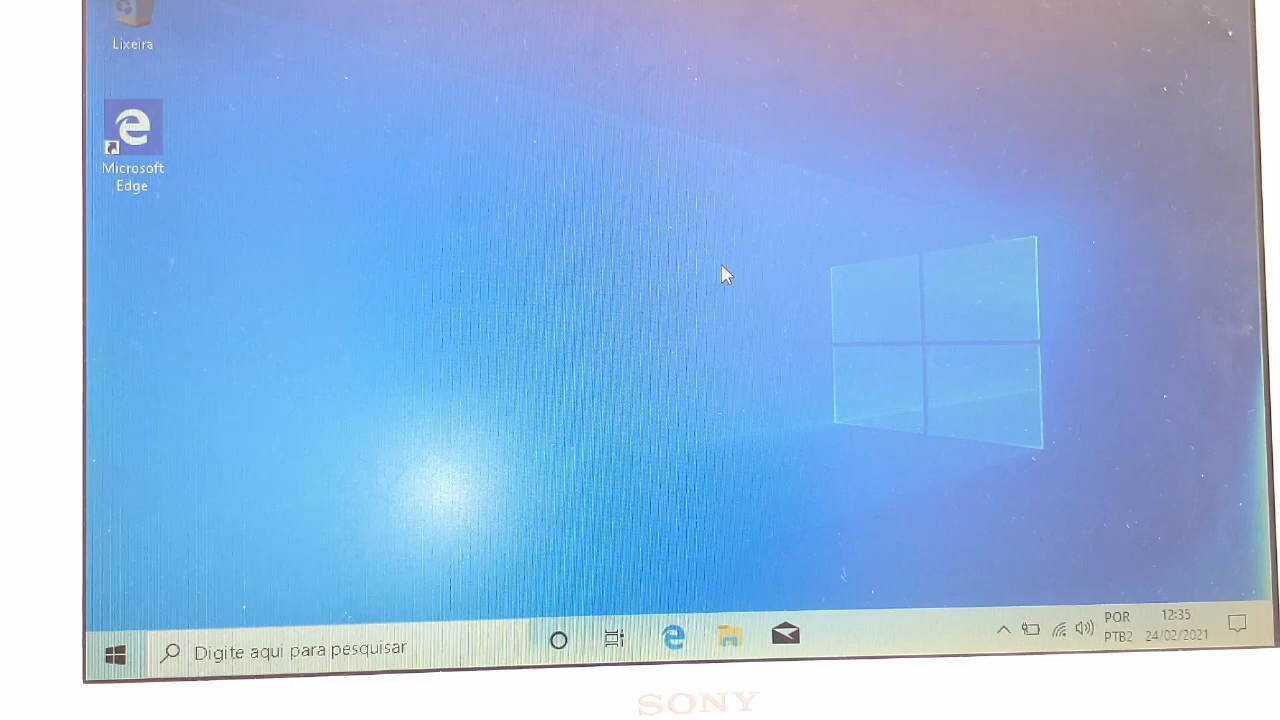 Lixeira
Microsoft
Edge
Digite aqui para pesquisar
POR
PTB2
12:35
24/02/2021
SONY